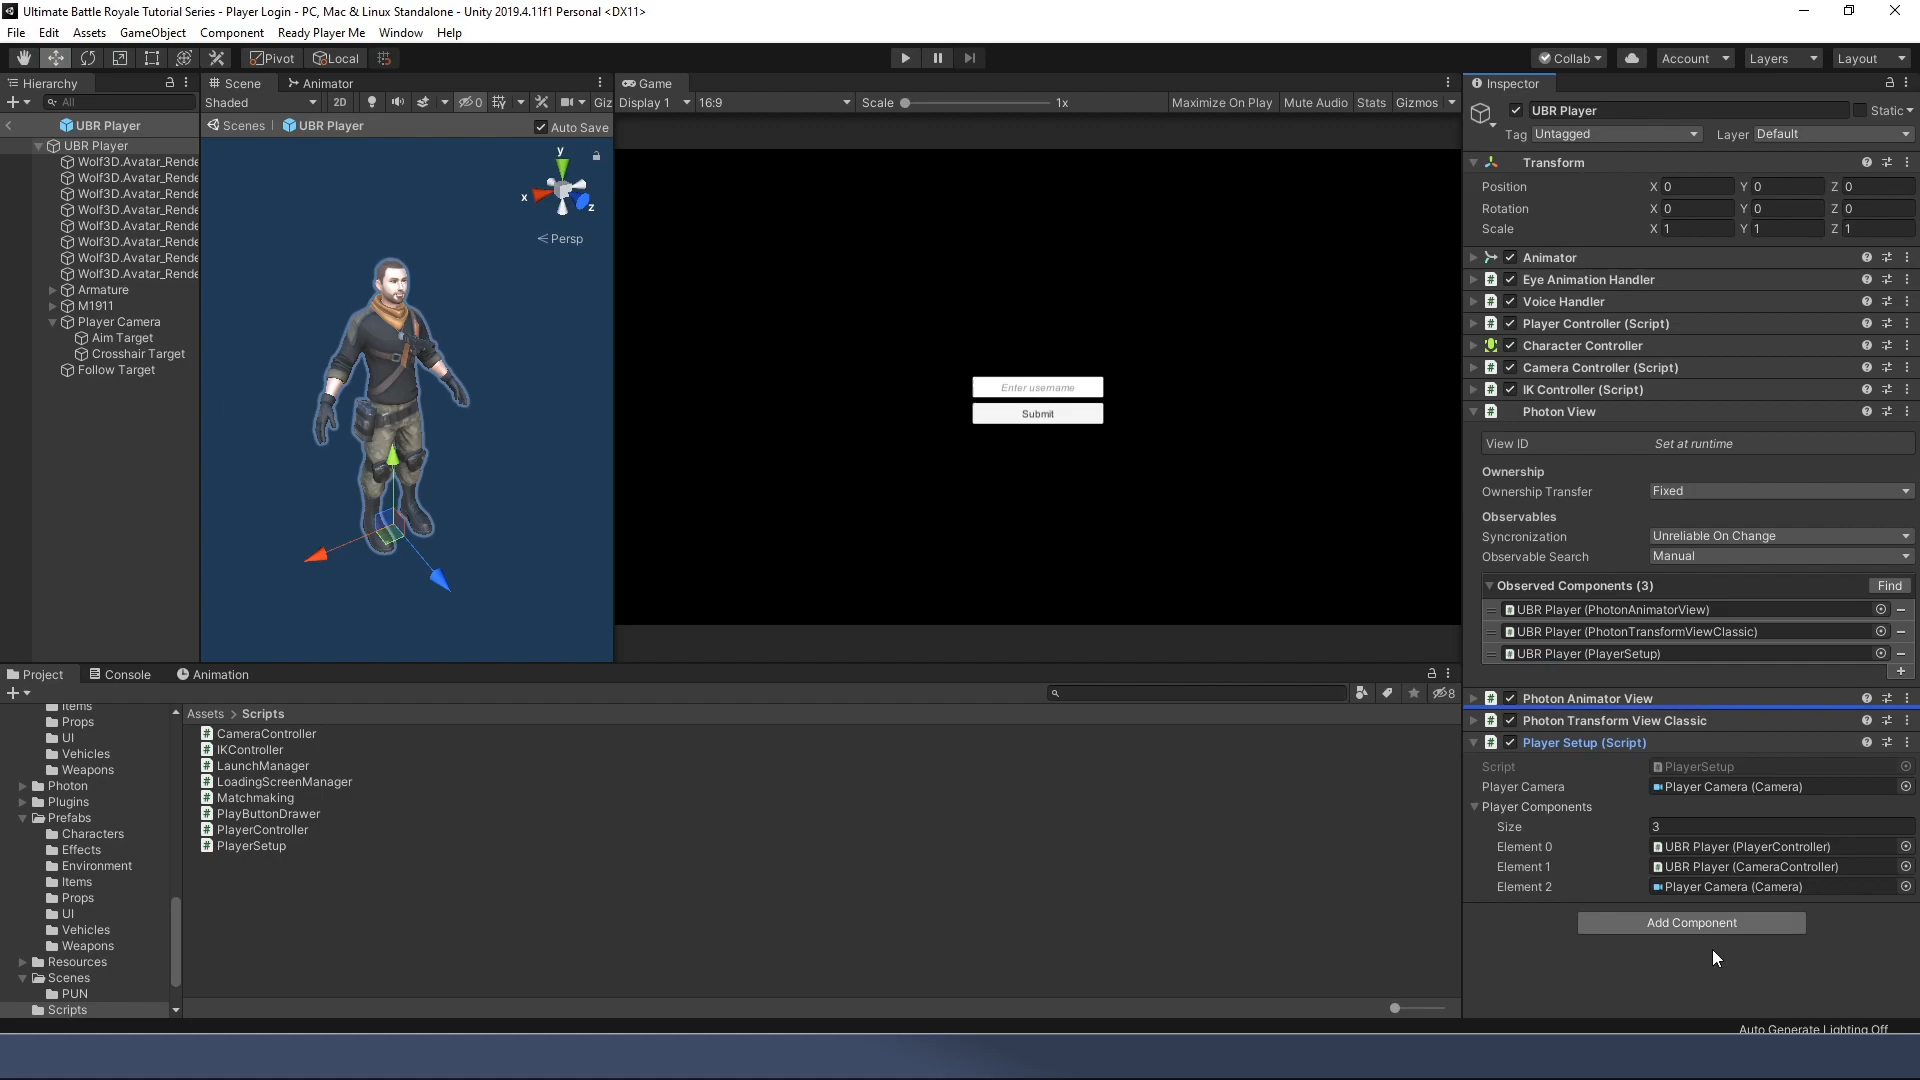 Ultimate Battle Royale Tutorial Series - Player Login - PC, Mac & Linux Standalone - Unity 2019.4.11f1 Personal <DX11>
File Edit Assets GameObject Component Ready Player Me Window Help
Pivot Local Collab Account Layers Layout
Hierarchy
All
UBR Player
UBR Player
Wolf3D.Avatar_Rende
Wolf3D.Avatar_Rende
Wolf3D.Avatar_Rende
Wolf3D.Avatar_Rende
Wolf3D.Avatar_Rende
Wolf3D.Avatar_Rende
Wolf3D.Avatar_Rende
Wolf3D.Avatar_Rende
Armature
M1911
Player Camera
Aim Target
Crosshair Target
Follow Target
Scene Animator
Shaded 2D 0 Giz
Scenes UBR Player Auto Save
y
x
z
Persp
Game
Display 1 16:9 Scale 1x Maximize On Play Mute Audio Stats Gizmos
Enter username
Submit
Inspector
UBR Player Static
Tag Untagged Layer Default
Transform
Position X 0 Y 0 Z 0
Rotation X 0 Y 0 Z 0
Scale X 1 Y 1 Z 1
Animator
Eye Animation Handler
Voice Handler
Player Controller (Script)
Character Controller
Camera Controller (Script)
IK Controller (Script)
Photon View
View ID Set at runtime
Ownership
Ownership Transfer Fixed
Observables
Syncronization Unreliable On Change
Observable Search Manual
Observed Components (3) Find
UBR Player (PhotonAnimatorView)
UBR Player (PhotonTransformViewClassic)
UBR Player (PlayerSetup)
Photon Animator View
Photon Transform View Classic
Player Setup (Script)
Script PlayerSetup
Player Camera Player Camera (Camera)
Player Components
Size 3
Element 0 UBR Player (PlayerController)
Element 1 UBR Player (CameraController)
Element 2 Player Camera (Camera)
Add Component
Project Console Animation
8
Items
Props
UI
Vehicles
Weapons
Photon
Plugins
Prefabs
Characters
Effects
Environment
Items
Props
UI
Vehicles
Weapons
Resources
Scenes
PUN
Scripts
Assets > Scripts
CameraController
IKController
LaunchManager
LoadingScreenManager
Matchmaking
PlayButtonDrawer
PlayerController
PlayerSetup
Auto Generate Lighting Off